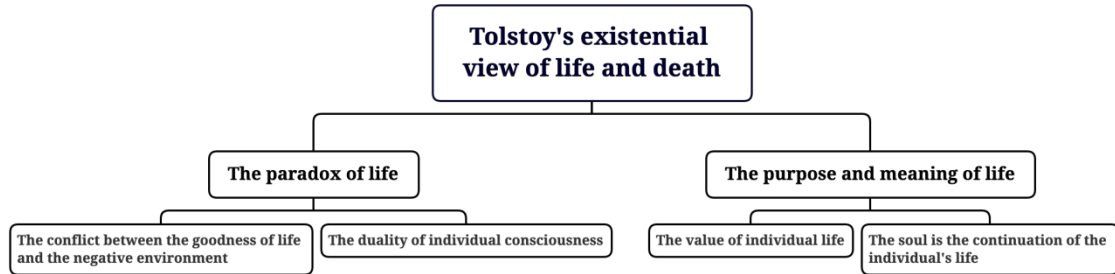 Tolstoy's existential
view of life and death
The paradox of life
The purpose and meaning of life
The conflict between the goodness of life
and the negative environment
The duality of individual consciousness
The value of individual life
The soul is the continuation of the
individual's life